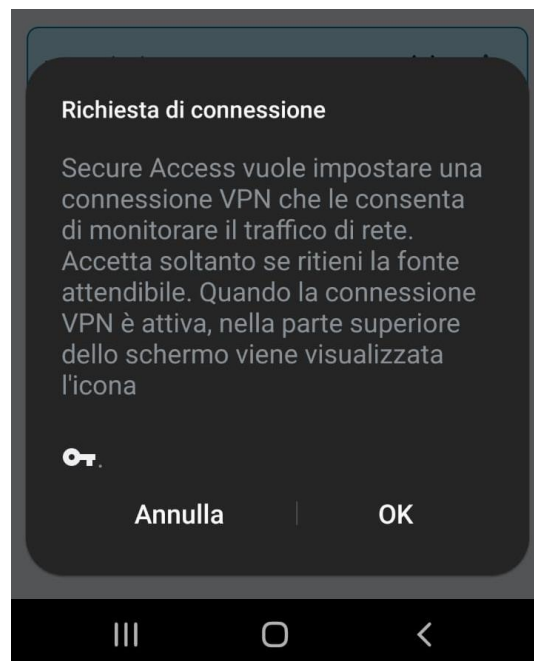 Richiesta di connessione
Secure Access vuole impostare una
connessione VPN che le consenta
di monitorare il traffico di rete.
Accetta soltanto se ritieni la fonte
attendibile. Quando la connessione
VPN è attiva, nella parte superiore
dello schermo viene visualizzata
l'icona
.
Annulla OK